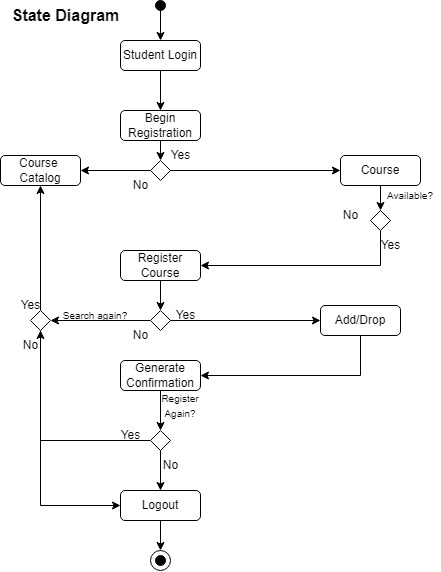 State Diagram
Student Login
Begin
Registration
Yes
Course
Catalog
No
Course
Available?
No
Yes
Register
Course
Yes
Search again?
Yes
No
No
Add/Drop
Generate
Confirmation
Register
Again?
Yes
No
Logout